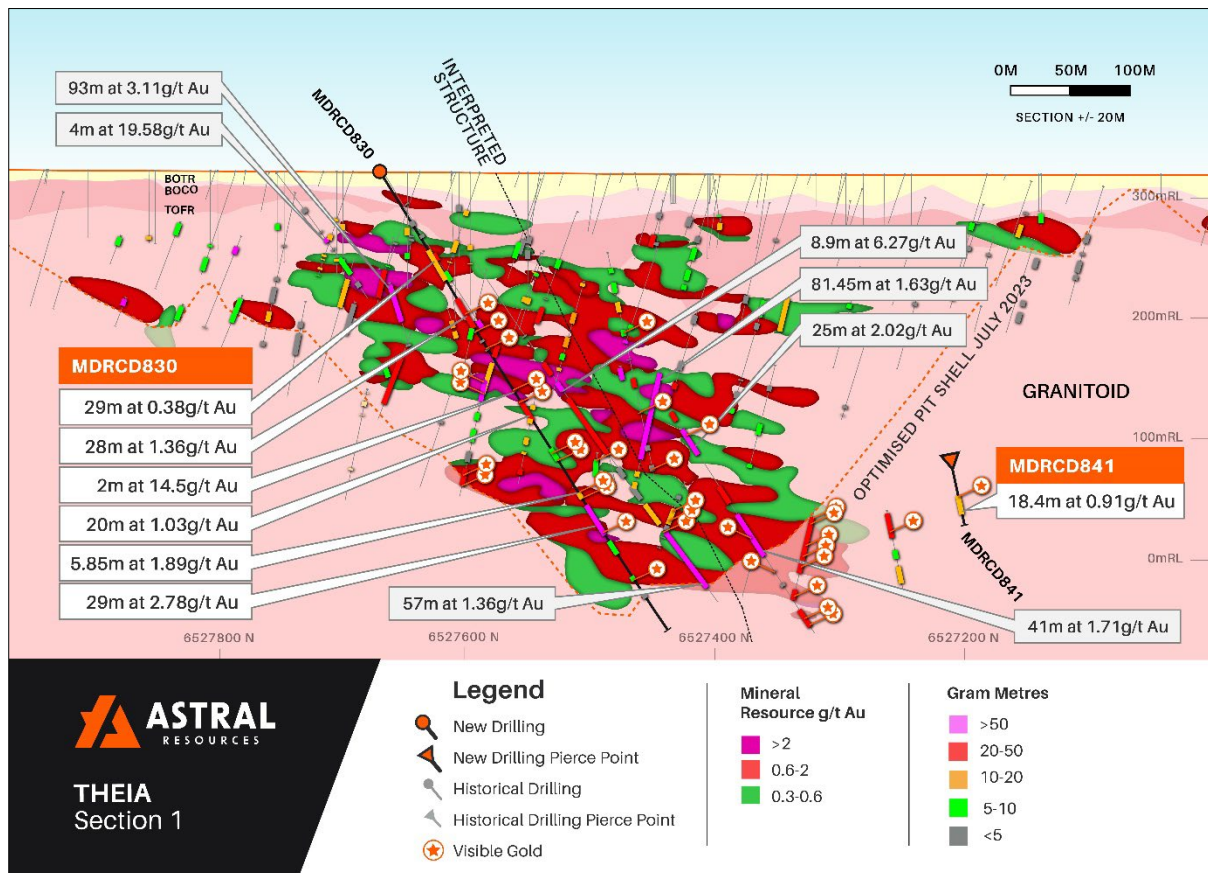 93m at 3.11g/t Au
4m at 19.58g/t Au
MDRCD830
INTERPRETED
STRUCTURE
0M 50M 100M
SECTION +/- 20M
BOTR
BOCO
TOFR
300mRL
8.9m at 6.27g/t Au
81.45m at 1.63g/t Au
25m at 2.02g/t Au
200mRL
OPTIMISED PIT SHELL JULY 2023
GRANITOID
MDRCD830
29m at 0.38g/t Au
28m at 1.36g/t Au
2m at 14.5g/t Au
20m at 1.03g/t Au
5.85m at 1.89g/t Au
29m at 2.78g/t Au
100mRL
MDRCD841
18.4m at 0.91g/t Au
MDRCD841
0mRL
57m at 1.36g/t Au
41m at 1.71g/t Au
6527800 N
6527600 N
6527400 N
6527200 N
ASTRAL
RESOURCES
THEIA
Section 1
Legend
New Drilling
New Drilling Pierce Point
Historical Drilling
Historical Drilling Pierce Point
Visible Gold
Mineral
Resource g/t Au
>2
0.6-2
0.3-0.6
Gram Metres
>50
20-50
10-20
5-10
<5